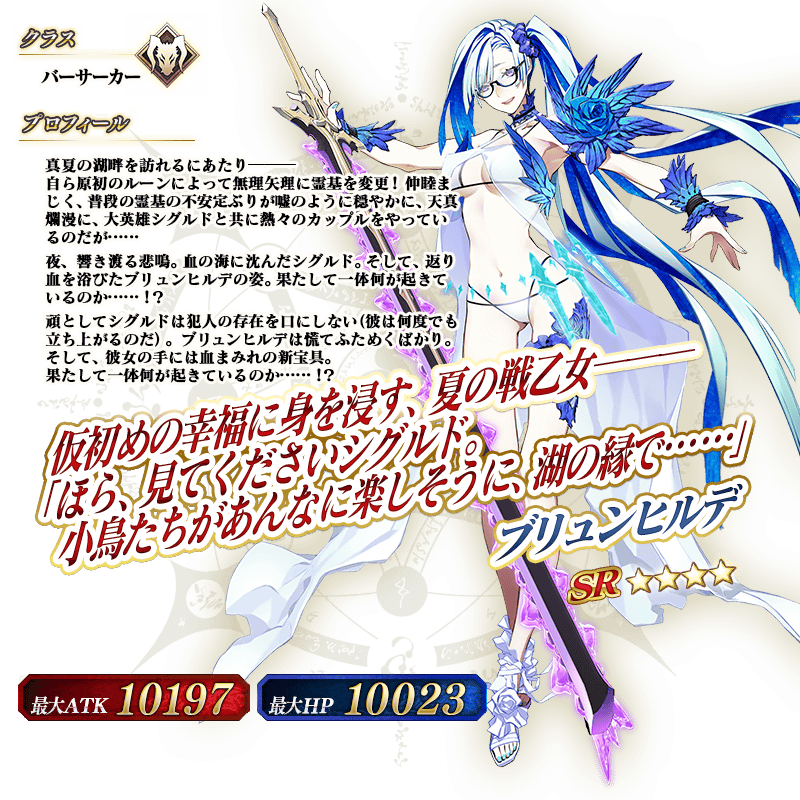 クラス
バーサーカー
プロフィール
真夏の湖畔を訪れるにあたり―――
自ら原初のルーンによって無理矢理に霊基を変更！ 仲睦ま
じく、普段の霊基の不安定ぶりが嘘のように穏やかに、天真
爛漫に、大英雄シグルドと共に熱々のカップルをやってい
るのだが……
夜、響き渡る悲鳴。血の海に沈んだシグルド。そして、返り
血を浴びたブリュンヒルデの姿。果たして一体何が起きて
いるのか……！？
頑としてシグルドは犯人の存在を口にしない（彼は何度でも
立ち上がるのだ）。ブリュンヒルデは慌てふためくばかり。
そして、彼女の手には血まみれの新宝具。
果たして一体何が起きているのか……！？
仮初めの幸福に身を浸す、夏の戦乙女―――
「ほら、見てくださいシグルド。
小鳥たちがあんなに楽しそうに、湖の縁で……」
ブリュンヒルデ
SR
最大ATK 10197
最大HP 10023